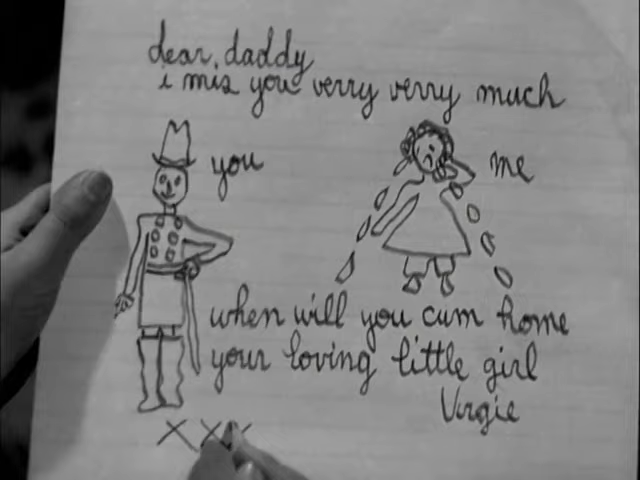 dear, daddy
i mis you verry verry much
you
me
when will you cum home
your loving little girl
Virgie
X X X